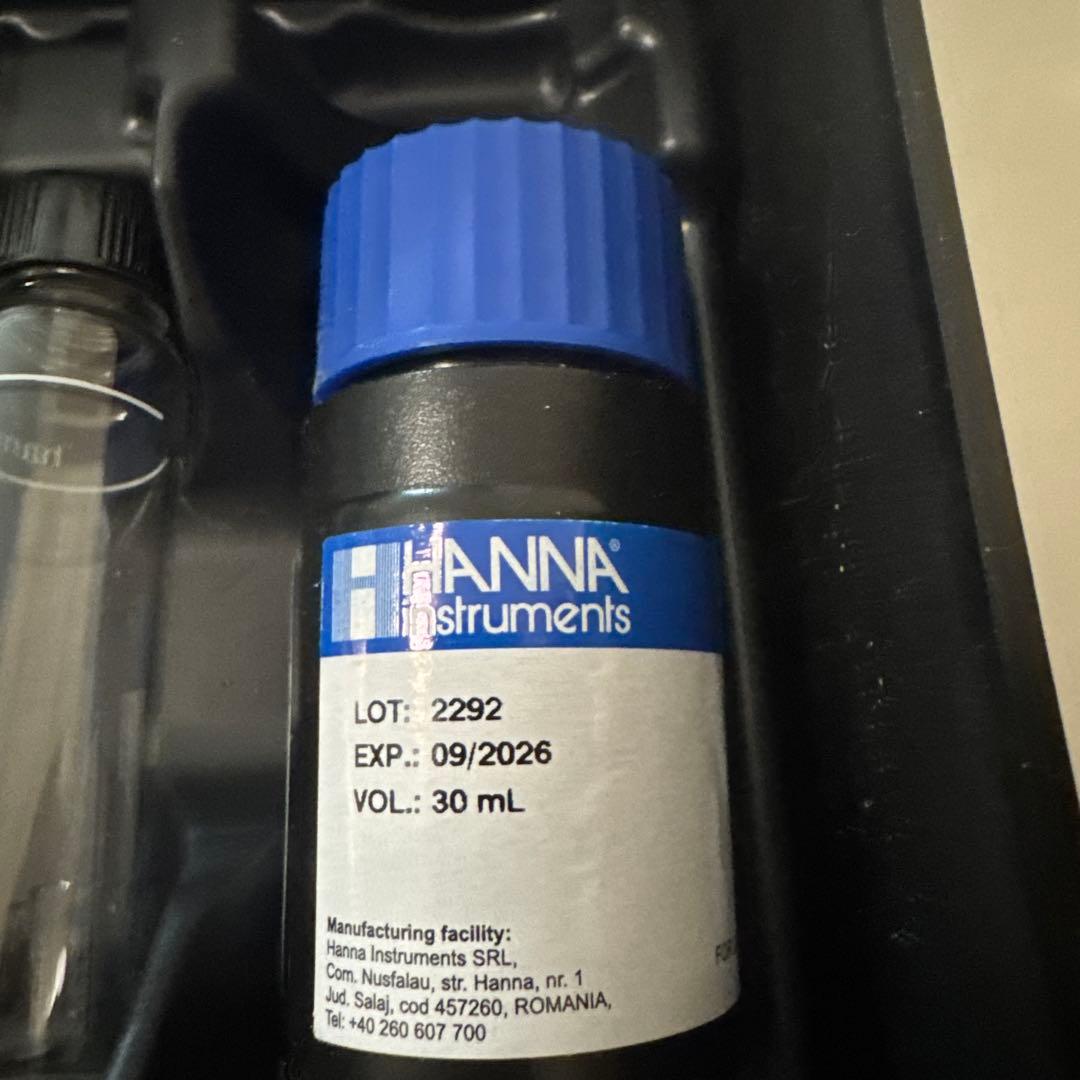 HANNA®
instruments
LOT: 2292
EXP.: 09/2026
VOL.: 30 mL
Manufacturing facility:
Hanna Instruments SRL,
Com. Nusfalau, str. Hanna, nr. 1
Jud. Salaj, cod 457260, ROMANIA,
Tel: +40 260 607 700